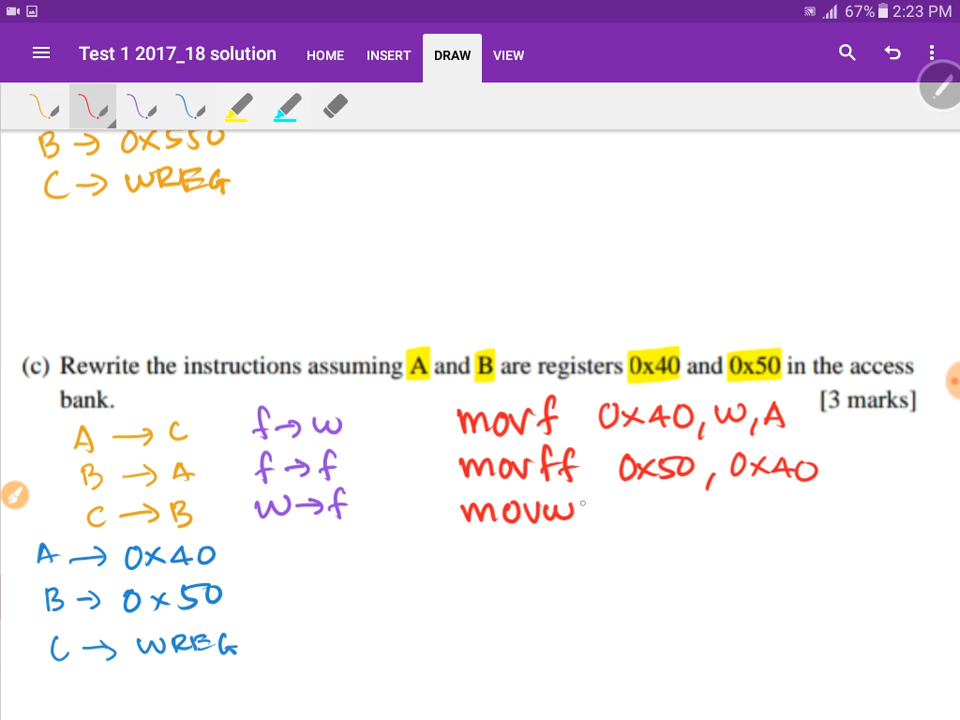 67% 2:23 PM
Test 1 2017_18 solution HOME INSERT DRAW VIEW
B → 0x550
C → WREG
(c) Rewrite the instructions assuming A and B are registers 0x40 and 0x50 in the access
bank. [3 marks]
A → C f → w movf 0x40, W, A
B → A f → f movff 0x50, 0x40
C → B w → f movw
A → 0x40
B → 0x50
C → WREG